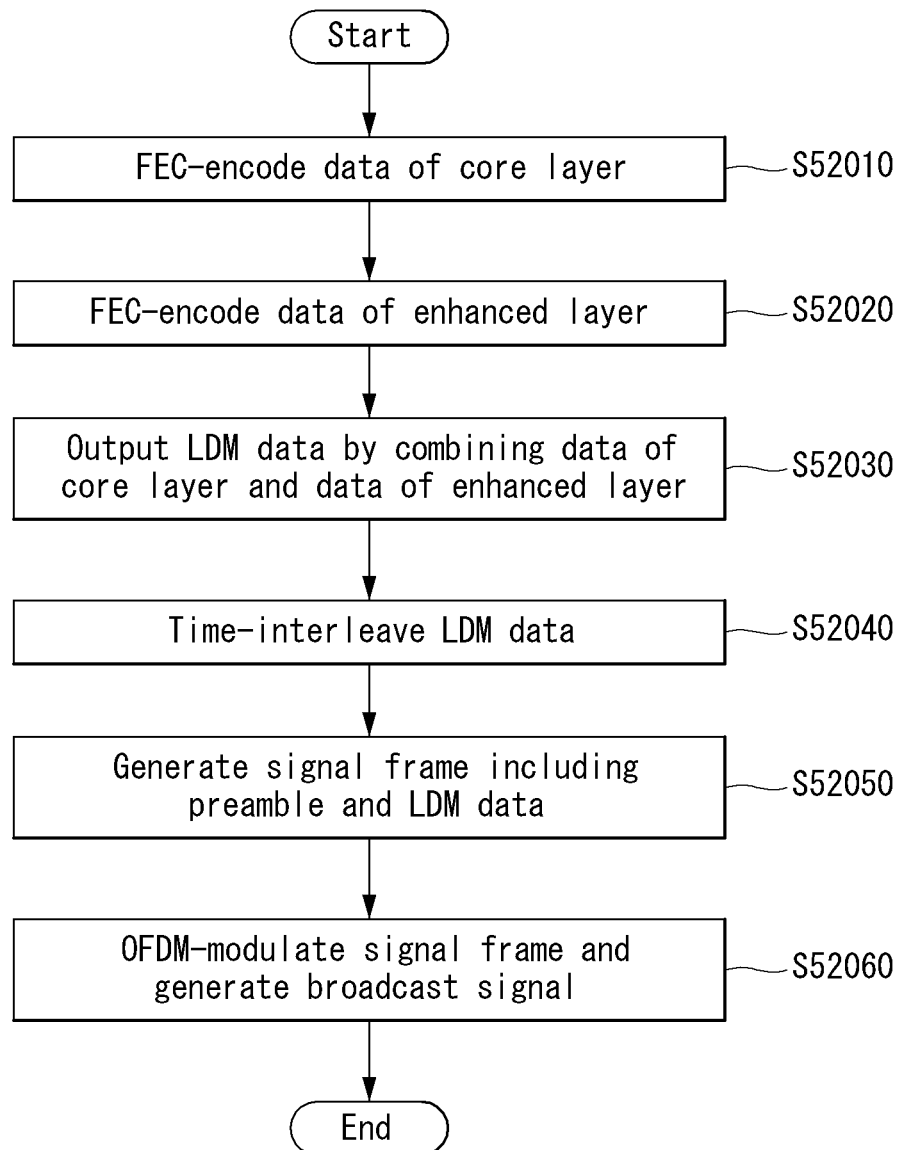 Start
FEC-encode data of core layer
S52010
FEC-encode data of enhanced layer
S52020
Output LDM data by combining data of
core layer and data of enhanced layer
S52030
Time-interleave LDM data
S52040
Generate signal frame including
preamble and LDM data
S52050
OFDM-modulate signal frame and
generate broadcast signal
S52060
End